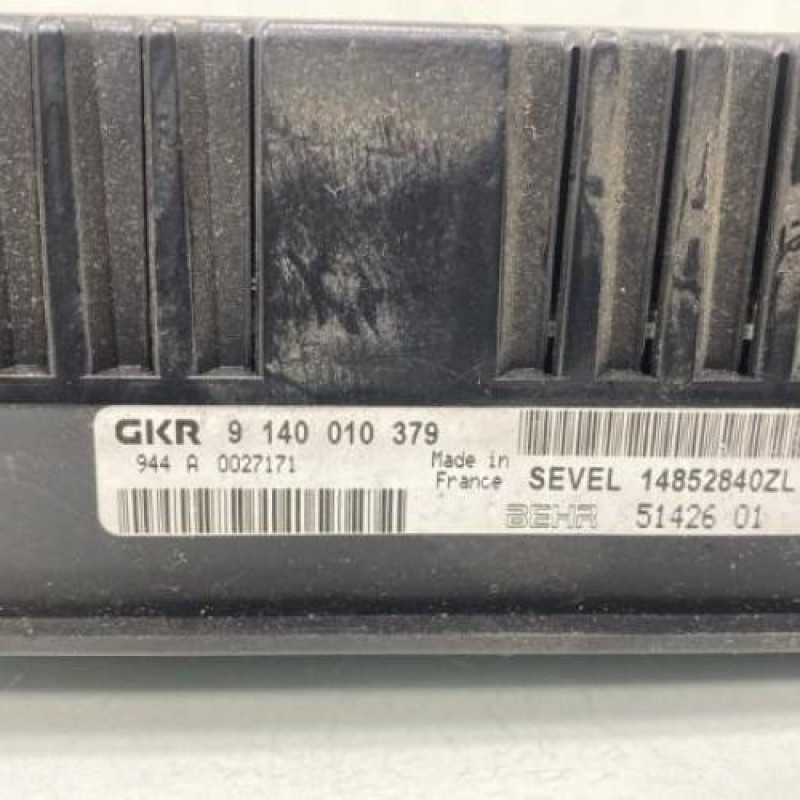 GKR 9 140 010 379
944 A 0027171
Made in
France
SEVEL 14852840ZL
BEHR 51426 01